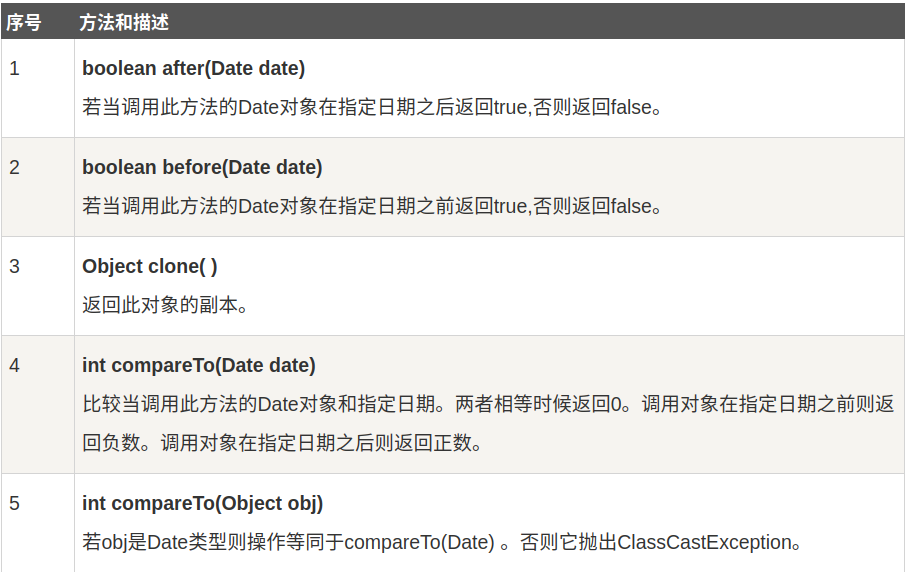 序号 方法和描述
1 boolean after(Date date)
若当调用此方法的Date对象在指定日期之后返回true,否则返回false。
2 boolean before(Date date)
若当调用此方法的Date对象在指定日期之前返回true,否则返回false。
3 Object clone( )
返回此对象的副本。
4 int compareTo(Date date)
比较当调用此方法的Date对象和指定日期。两者相等时候返回0。调用对象在指定日期之前则返
回负数。调用对象在指定日期之后则返回正数。
5 int compareTo(Object obj)
若obj是Date类型则操作等同于compareTo(Date) 。否则它抛出ClassCastException。